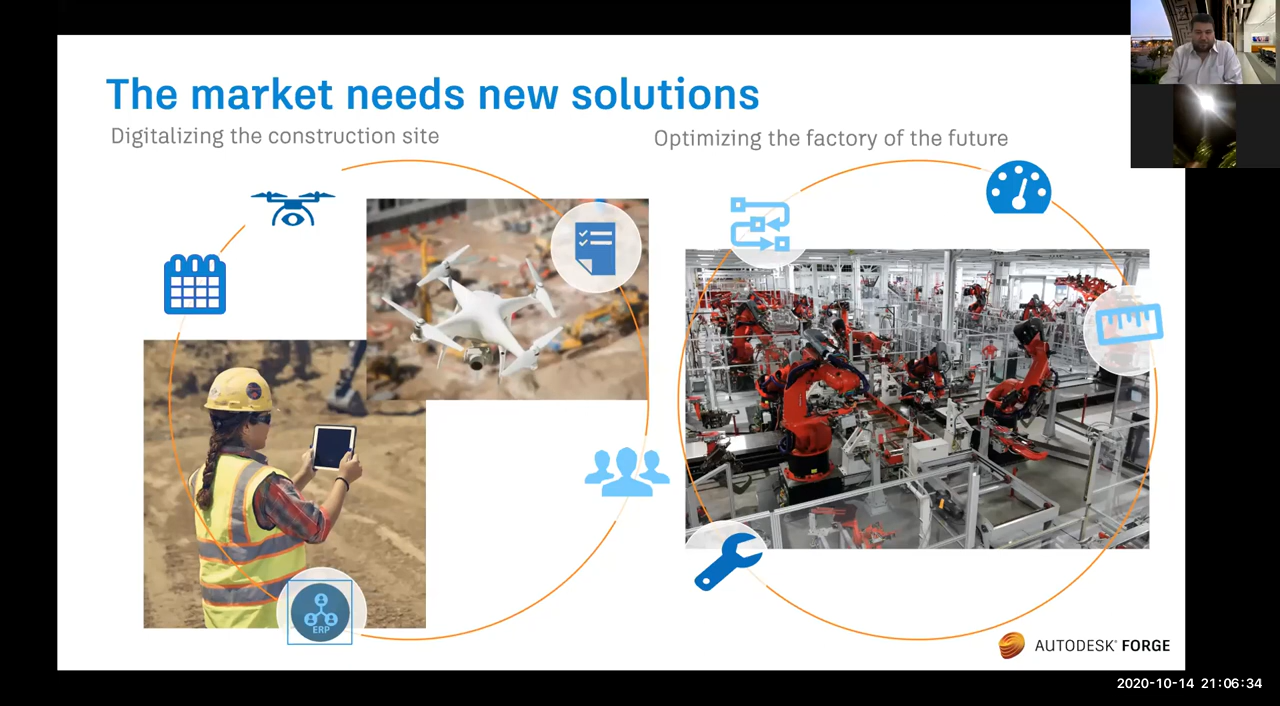 The market needs new solutions
Digitalizing the construction site
Optimizing the factory of the future
ERP
AUTODESK® FORGE
2020-10-14 21:06:34